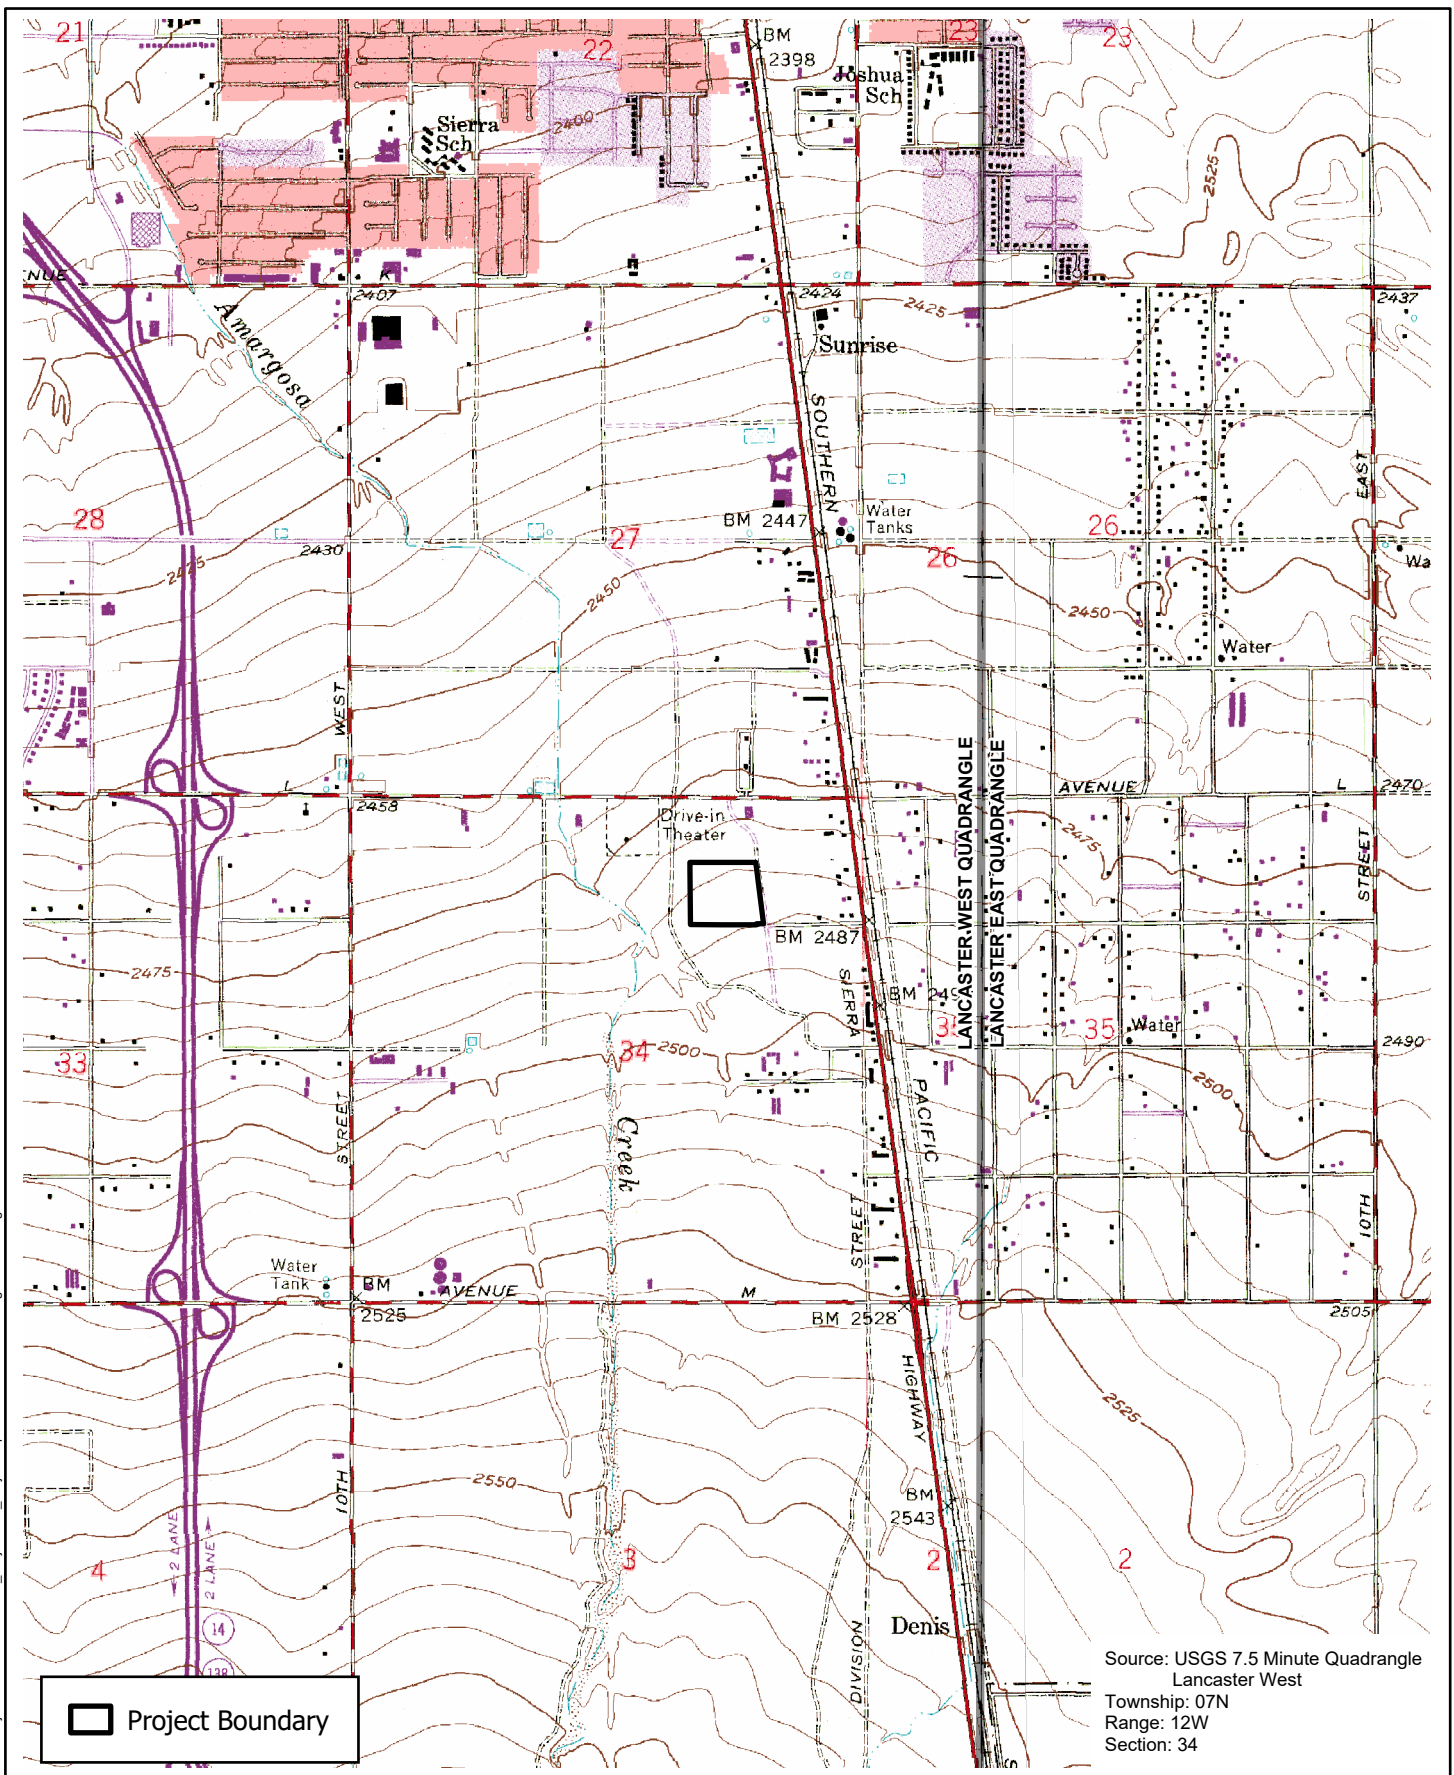 21
22
23
23
BM
2398
Joshua
Sch
Sierra
Sch
2400
2525
K
2407
2424
2425
2437
Amargosa
Sunrise
SOUTHERN
EAST
28
BM 2447
Water
Tanks
26
27
26
2430
2475
2450
2450
Water
WEST
LANCASTER WEST QUADRANGLE
LANCASTER EAST QUADRANGLE
L
2458
AVENUE
L
2470
Drive-in
Theater
2475
STREET
BM 2487
2475
SIERRA
33
34
2500
35
Water
2490
2500
PACIFIC
Creek
STREET
STREET
10TH
Water
Tank
BM
2525
AVENUE
M
BM 2528
2505
HIGHWAY
2525
2550
10TH
BM
2543
2 LANE
2 LANE
4
3
2
2
14
138
DIVISION
Denis
Project Boundary
Source: USGS 7.5 Minute Quadrangle
Lancaster West
Township: 07N
Range: 12W
Section: 34